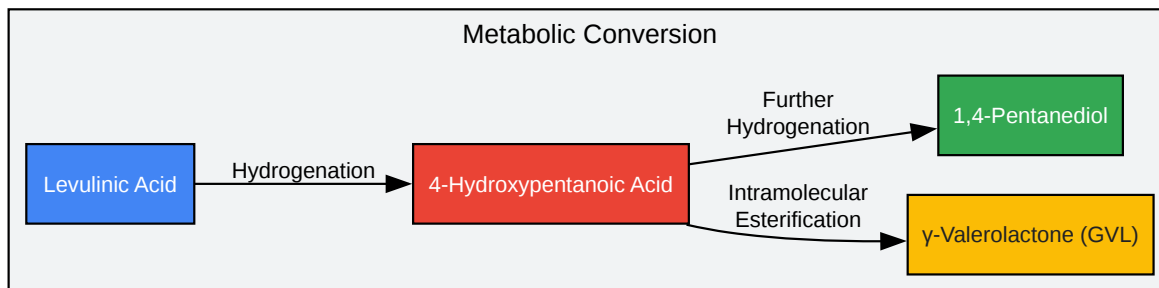 Metabolic Conversion
Levulinic Acid
Hydrogenation
4-Hydroxypentanoic Acid
Further
Hydrogenation
1,4-Pentanediol
Intramolecular
Esterification
γ-Valerolactone (GVL)